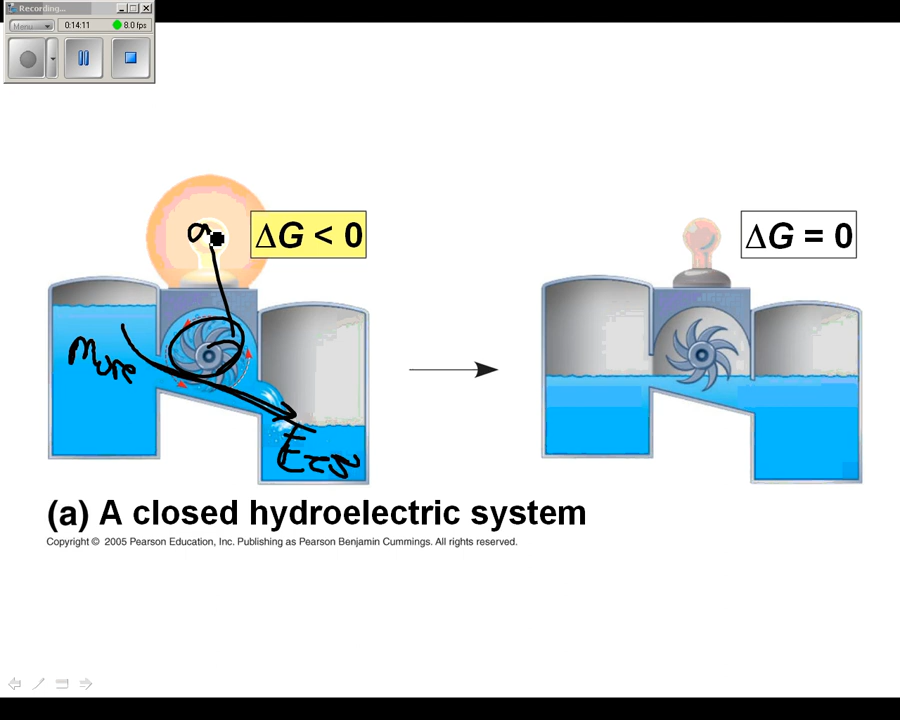 Recording...
Menu
0:14:11
8.0 fps
ΔG < 0
ΔG = 0
More
(a) A closed hydroelectric system
Copyright © 2005 Pearson Education, Inc. Publishing as Pearson Benjamin Cummings. All rights reserved.